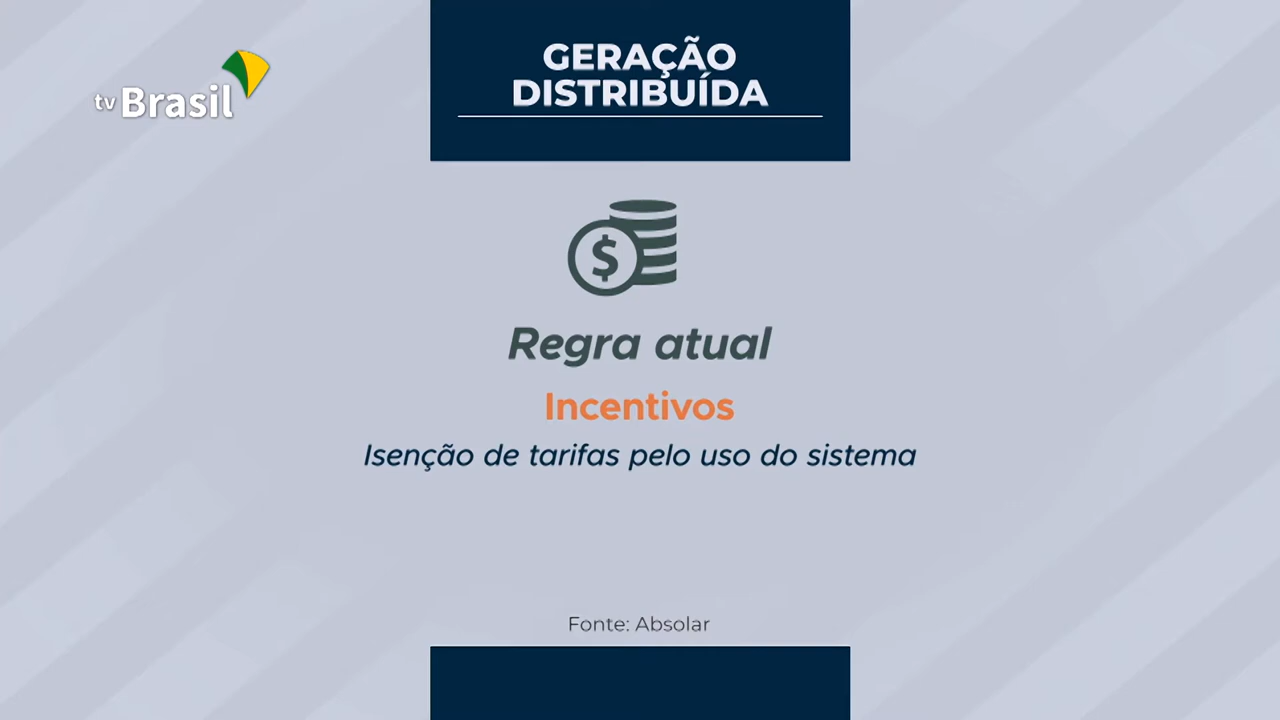 tv Brasil
GERAÇÃO
DISTRIBUÍDA
$
Regra atual
Incentivos
Isenção de tarifas pelo uso do sistema
Fonte: Absolar